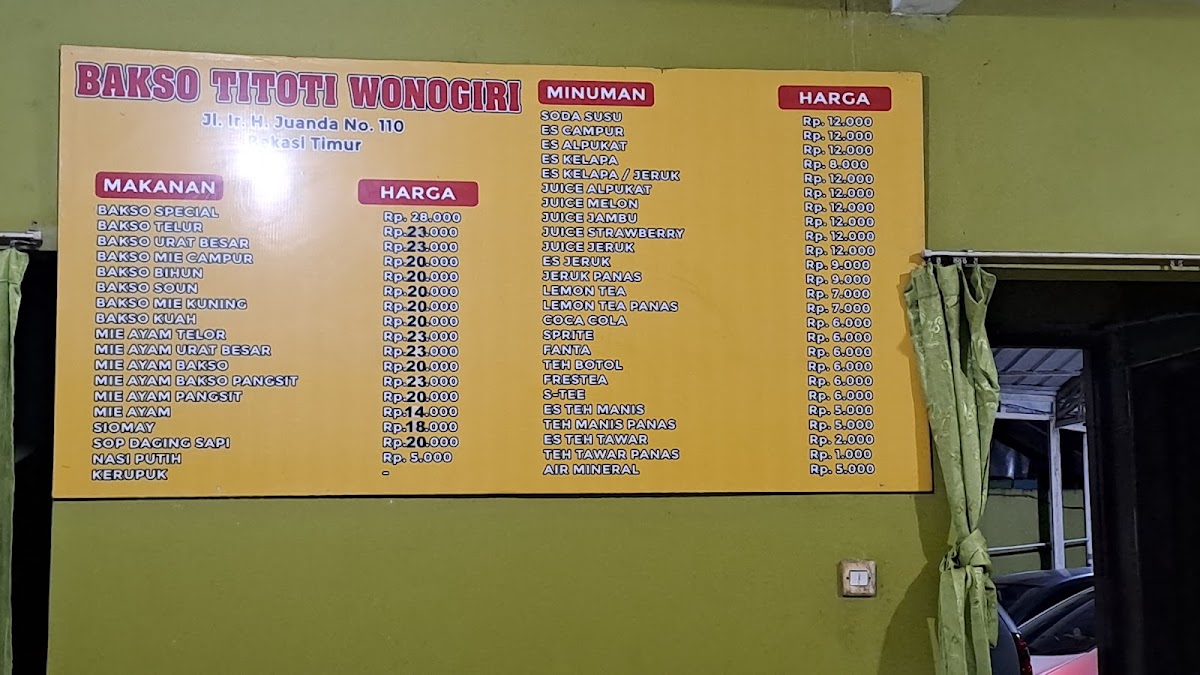 BAKSO TITOTI WONOGIRI
Jl. Ir. H. Juanda No. 110
Bekasi Timur
MAKANAN HARGA
BAKSO SPECIAL Rp. 28.000
BAKSO TELUR Rp.23.000
BAKSO URAT BESAR Rp.23.000
BAKSO MIE CAMPUR Rp.20.000
BAKSO BIHUN Rp.20.000
BAKSO SOUN Rp.20.000
BAKSO MIE KUNING Rp.20.000
BAKSO KUAH Rp.20.000
MIE AYAM TELOR Rp.23.000
MIE AYAM URAT BESAR Rp.23.000
MIE AYAM BAKSO Rp.20.000
MIE AYAM BAKSO PANGSIT Rp.23.000
MIE AYAM PANGSIT Rp.20.000
MIE AYAM Rp.14.000
SIOMAY Rp.18.000
SOP DAGING SAPI Rp.20.000
NASI PUTIH Rp. 5.000
KERUPUK -
MINUMAN HARGA
SODA SUSU Rp. 12.000
ES CAMPUR Rp. 12.000
ES ALPUKAT Rp. 12.000
ES KELAPA Rp. 8.000
ES KELAPA / JERUK Rp. 12.000
JUICE ALPUKAT Rp. 12.000
JUICE MELON Rp. 12.000
JUICE JAMBU Rp. 12.000
JUICE STRAWBERRY Rp. 12.000
JUICE JERUK Rp. 12.000
ES JERUK Rp. 9.000
JERUK PANAS Rp. 9.000
LEMON TEA Rp. 7.000
LEMON TEA PANAS Rp. 7.000
COCA COLA Rp. 6.000
SPRITE Rp. 6.000
FANTA Rp. 6.000
TEH BOTOL Rp. 6.000
FRESTEA Rp. 6.000
S-TEE Rp. 6.000
ES TEH MANIS Rp. 5.000
TEH MANIS PANAS Rp. 5.000
ES TEH TAWAR Rp. 2.000
TEH TAWAR PANAS Rp. 1.000
AIR MINERAL Rp. 5.000